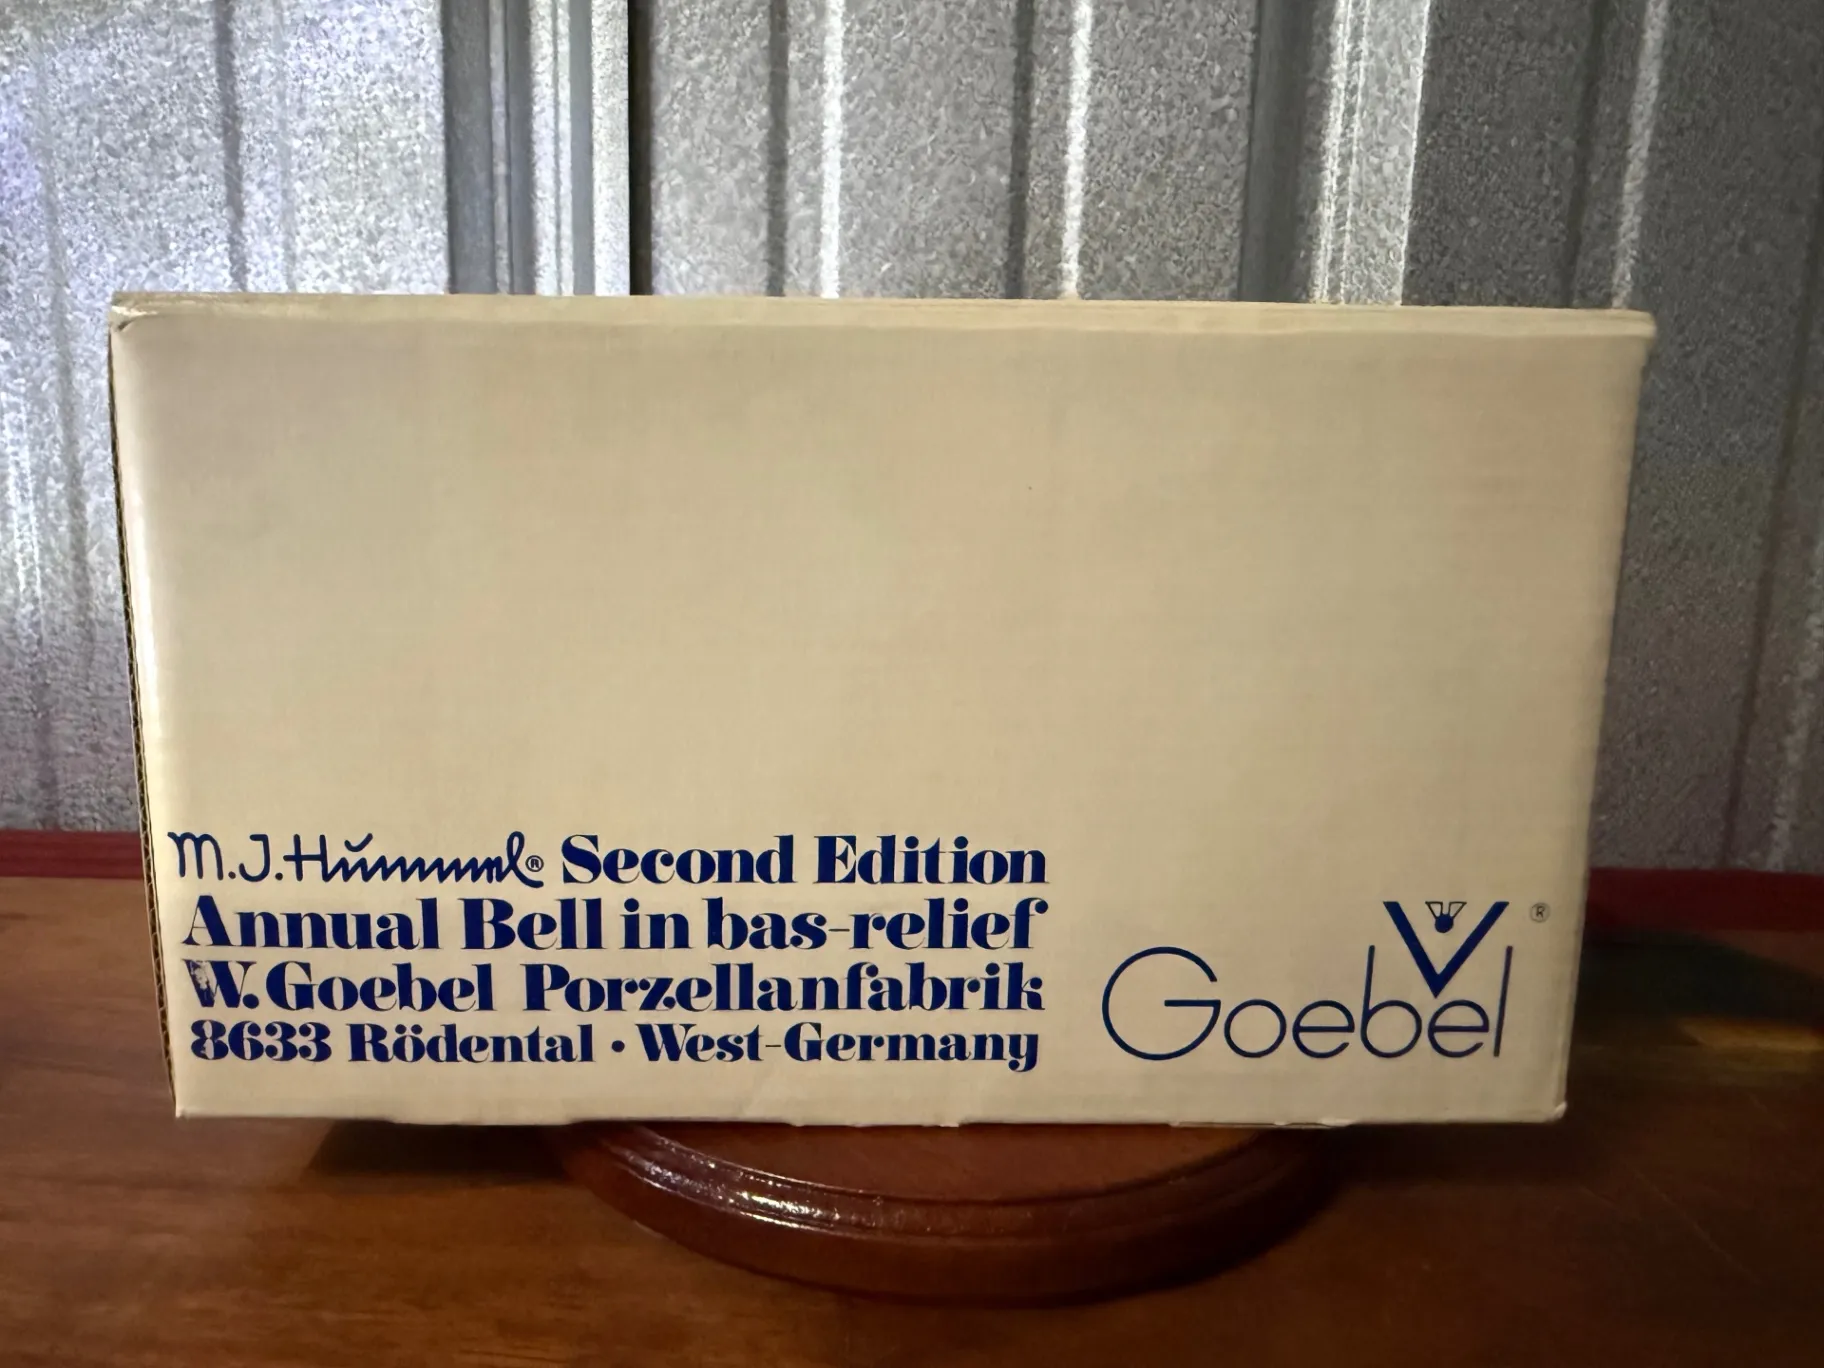 M.J.Hummel® Second Edition
Annual Bell in bas-relief
W. Goebel Porzellanfabrik
8633 Rödental • West-Germany
Goebel ®